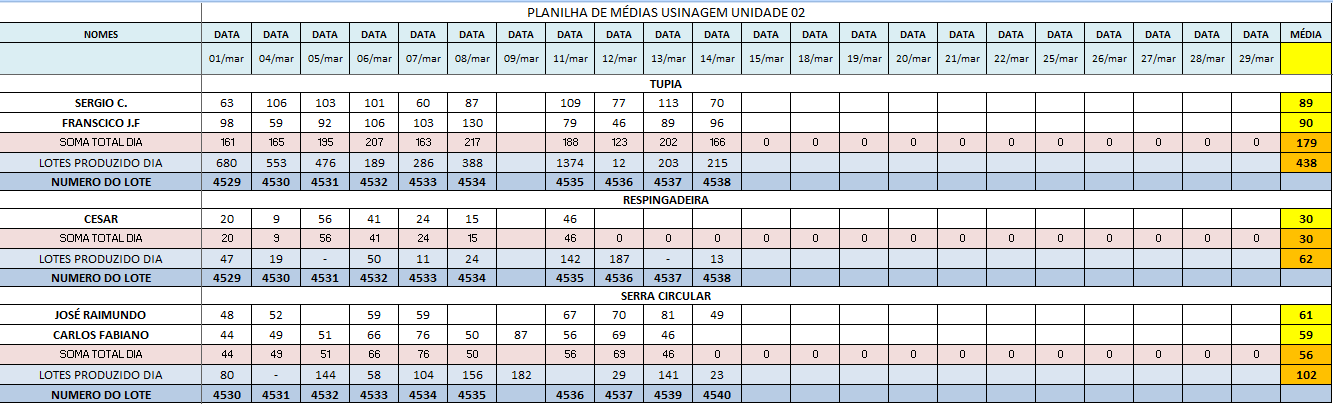 PLANILHA DE MÉDIAS USINAGEM UNIDADE 02
NOMES DATA DATA DATA DATA DATA DATA DATA DATA DATA DATA DATA DATA DATA DATA DATA DATA DATA DATA DATA DATA DATA MÉDIA
01/mar 04/mar 05/mar 06/mar 07/mar 08/mar 09/mar 11/mar 12/mar 13/mar 14/mar 15/mar 18/mar 19/mar 20/mar 21/mar 22/mar 25/mar 26/mar 27/mar 28/mar 29/mar
TUPIA
SERGIO C. 63 106 103 101 60 87 109 77 113 70 89
FRANSCICO J.F 98 59 92 106 103 130 79 46 89 96 90
SOMA TOTAL DIA 161 165 195 207 163 217 188 123 202 166 0 0 0 0 0 0 0 0 0 0 0 179
LOTES PRODUZIDO DIA 680 553 476 189 286 388 1374 12 203 215 438
NUMERO DO LOTE 4529 4530 4531 4532 4533 4534 4535 4536 4537 4538
RESPINGADEIRA
CESAR 20 9 56 41 24 15 46 30
SOMA TOTAL DIA 20 9 56 41 24 15 46 0 0 0 0 0 0 0 0 0 0 0 0 0 0 30
LOTES PRODUZIDO DIA 47 19 - 50 11 24 142 187 - 13 62
NUMERO DO LOTE 4529 4530 4531 4532 4533 4534 4535 4536 4537 4538
SERRA CIRCULAR
JOSÉ RAIMUNDO 48 52 59 59 67 70 81 49 61
CARLOS FABIANO 44 49 51 66 76 50 87 56 69 46 59
SOMA TOTAL DIA 44 49 51 66 76 50 56 69 46 0 0 0 0 0 0 0 0 0 0 0 0 56
LOTES PRODUZIDO DIA 80 - 144 58 104 156 182 29 141 23 102
NUMERO DO LOTE 4530 4531 4532 4533 4534 4535 4536 4537 4539 4540